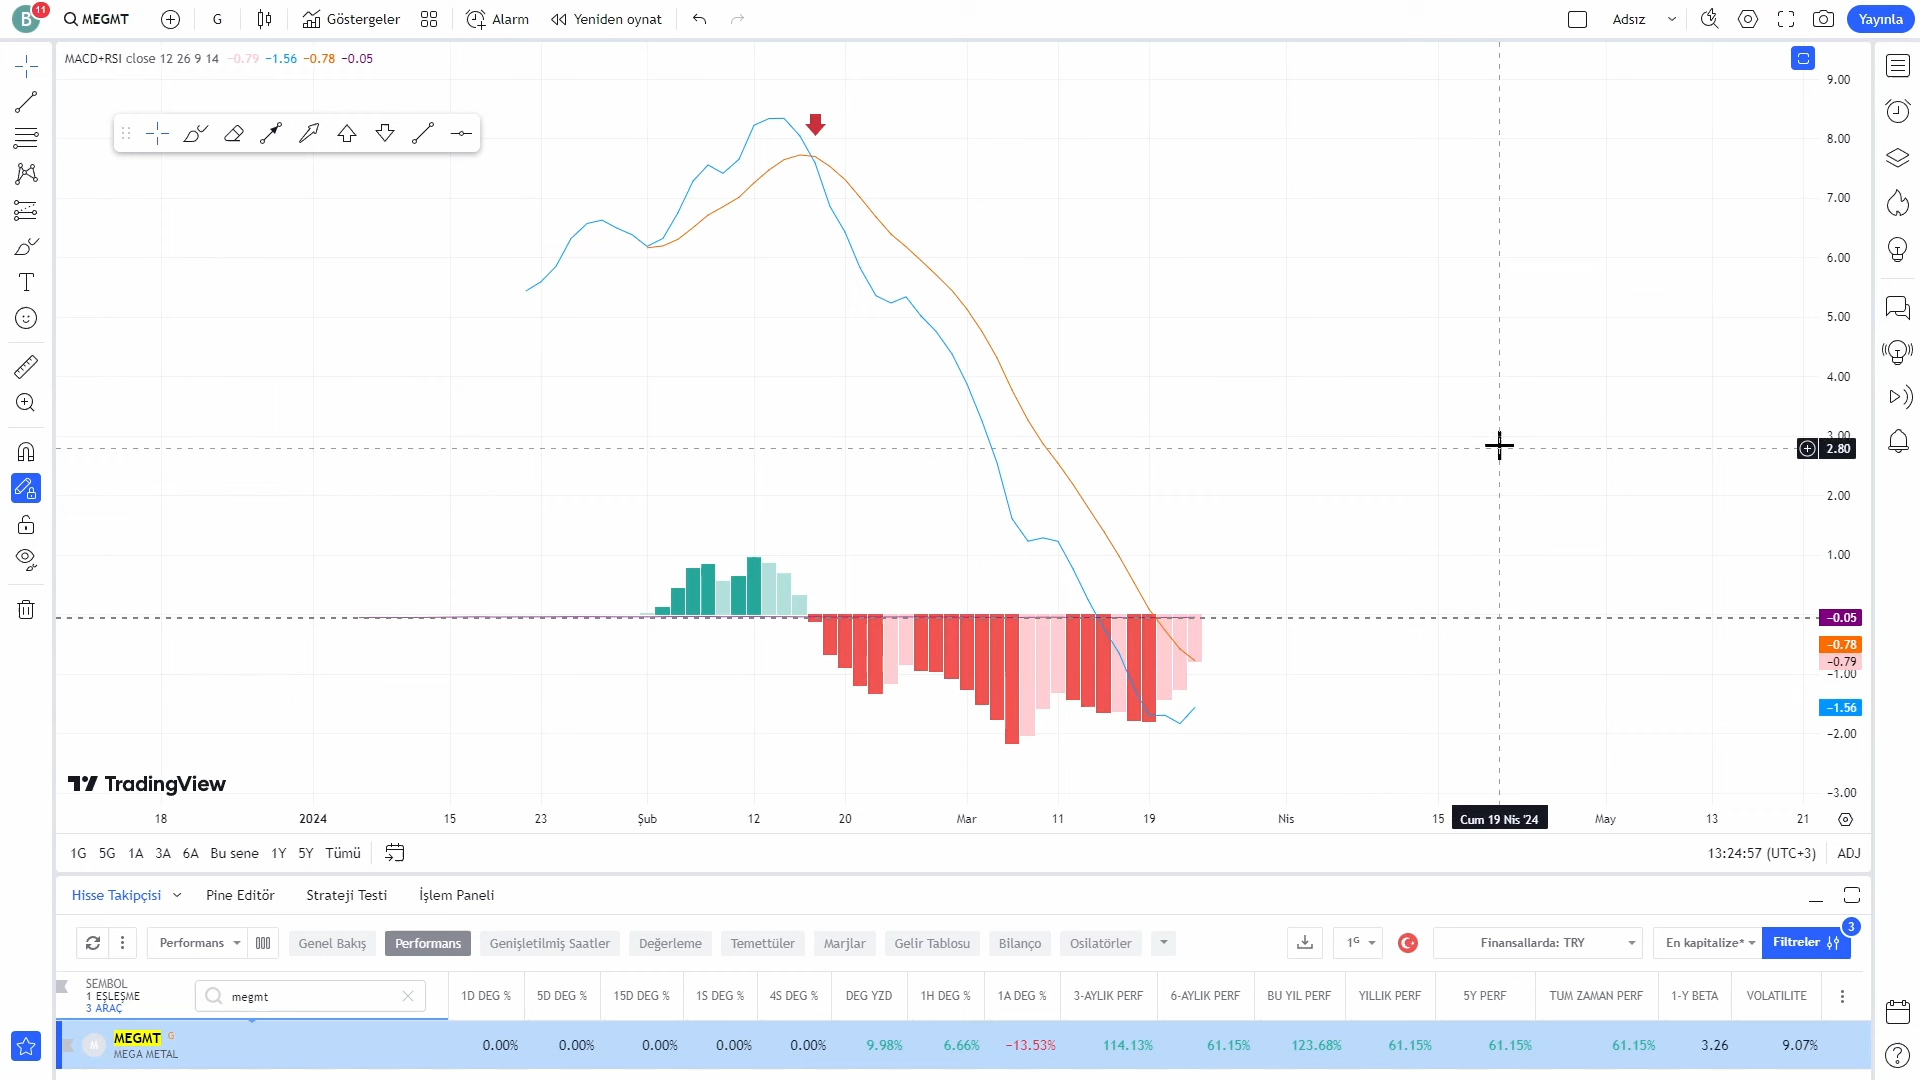 B
11
MEGMT
G
Göstergeler
Alarm
Yeniden oynat
Adsız
Yayınla
MACD+RSI close 12 26 9 14 −0.79 −1.56 −0.78 −0.05
9.00
8.00
7.00
6.00
5.00
4.00
3.00
2.80
2.00
1.00
−0.05
−0.78
−0.79
−1.00
−1.56
−2.00
−3.00
TradingView
18
2024
15
23
Şub
12
20
Mar
11
19
Nis
15
Cum 19 Nis '24
May
13
21
1G 5G 1A 3A 6A Bu sene 1Y 5Y Tümü
13:24:57 (UTC+3) ADJ
Hisse Takipçisi Pine Editör Strateji Testi İşlem Paneli
Performans
Genel Bakış Performans Genişletilmiş Saatler Değerleme Temettüler Marjlar Gelir Tablosu Bilanço Osilatörler
1G
Finansallarda: TRY
En kapitalize*
Filtreler
3
SEMBOL
1 EŞLEŞME
3 ARAÇ
megmt
1D DEG % 5D DEG % 15D DEG % 1S DEG % 4S DEG % DEG YZD 1H DEG % 1A DEG % 3-AYLIK PERF 6-AYLIK PERF BU YIL PERF YILLIK PERF 5Y PERF TUM ZAMAN PERF 1-Y BETA VOLATILITE
M
MEGMT G
MEGA METAL
0.00% 0.00% 0.00% 0.00% 0.00% 9.98% 6.66% −13.53% 114.13% 61.15% 123.68% 61.15% 61.15% 61.15% 3.26 9.07%